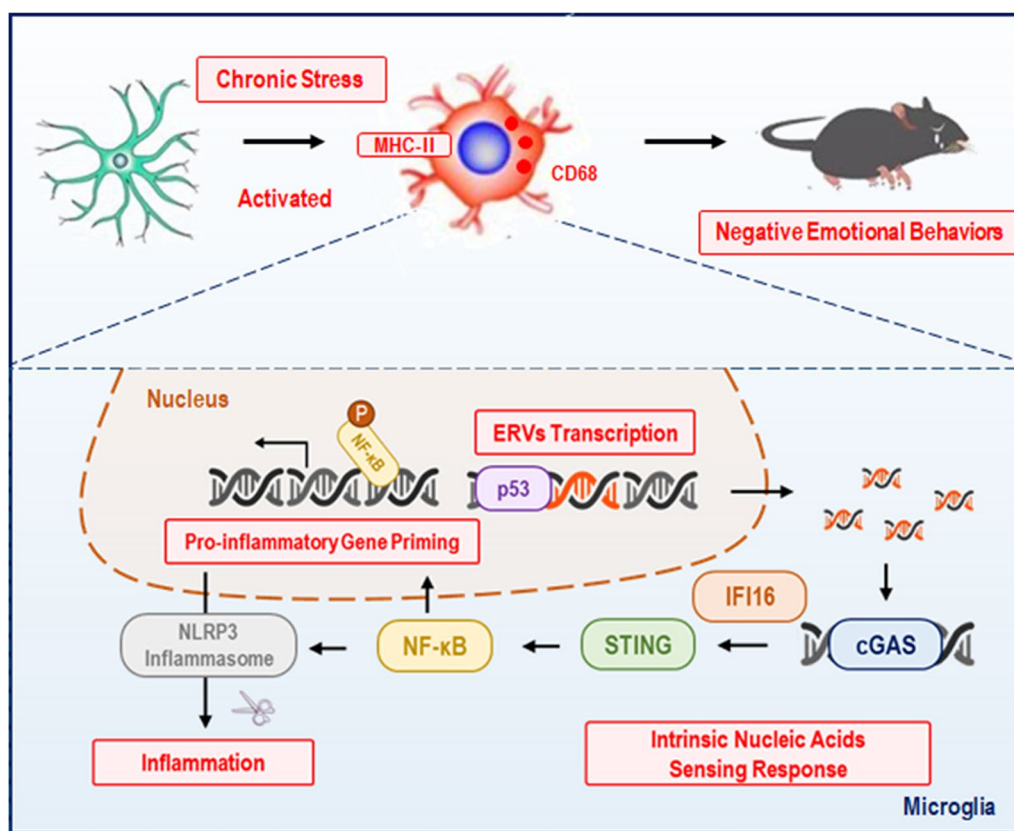 Chronic Stress
MHC-II
CD68
Activated
Negative Emotional Behaviors
Nucleus
P
NF-κB
ERVs Transcription
p53
Pro-inflammatory Gene Priming
IFI16
NLRP3
Inflammasome
NF-κB
STING
cGAS
Inflammation
Intrinsic Nucleic Acids
Sensing Response
Microglia